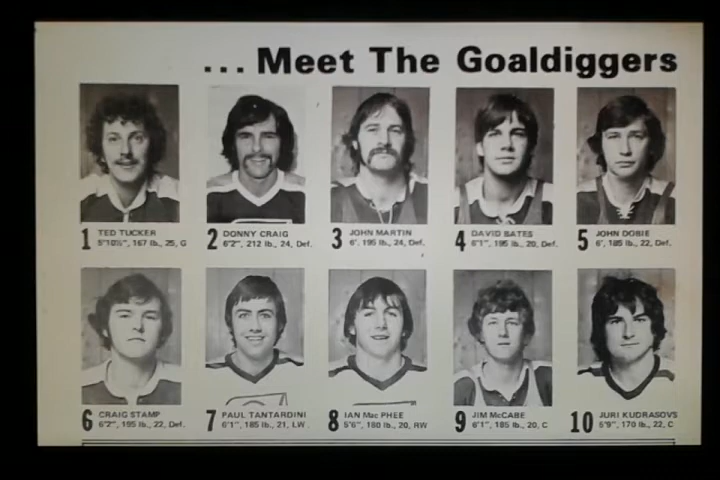 ... Meet The Goaldiggers
1 TED TUCKER
5'10½", 167 lb., 25, G
2 DONNY CRAIG
6'2", 212 lb., 24, Def.
3 JOHN MARTIN
6', 195 lb., 24, Def.
4 DAVID BATES
6'1", 195 lb., 20, Def.
5 JOHN DOBIE
6', 185 lb., 22, Def.
6 CRAIG STAMP
6'2", 195 lb., 22, Def.
7 PAUL TANTARDINI
6'1", 185 lb., 21, LW
8 IAN Mac PHEE
5'6", 180 lb., 20, RW
9 JIM McCABE
6'1", 185 lb., 20, C
10 JURI KUDRASOVS
5'9", 170 lb., 22, C